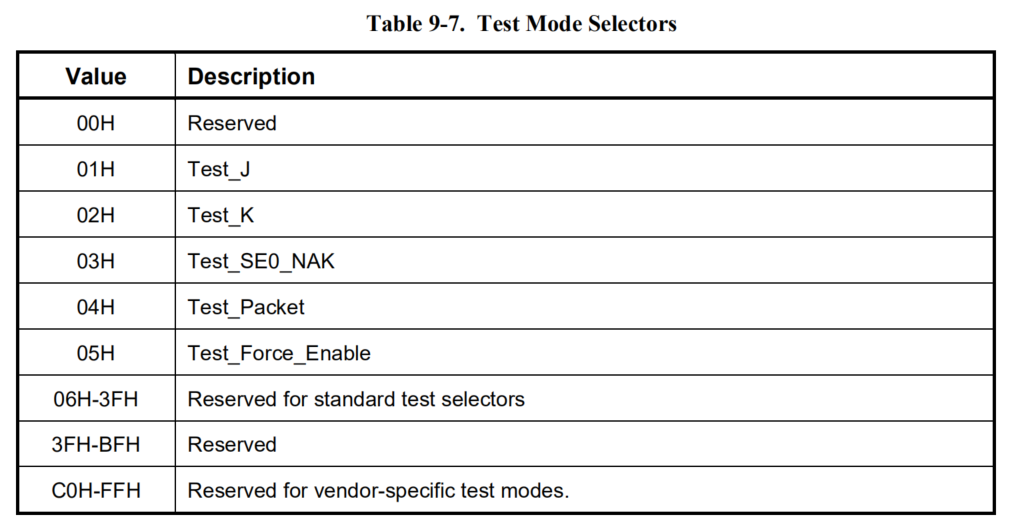 Table 9-7. Test Mode Selectors
Value Description
00H Reserved
01H Test_J
02H Test_K
03H Test_SE0_NAK
04H Test_Packet
05H Test_Force_Enable
06H-3FH Reserved for standard test selectors
3FH-BFH Reserved
C0H-FFH Reserved for vendor-specific test modes.